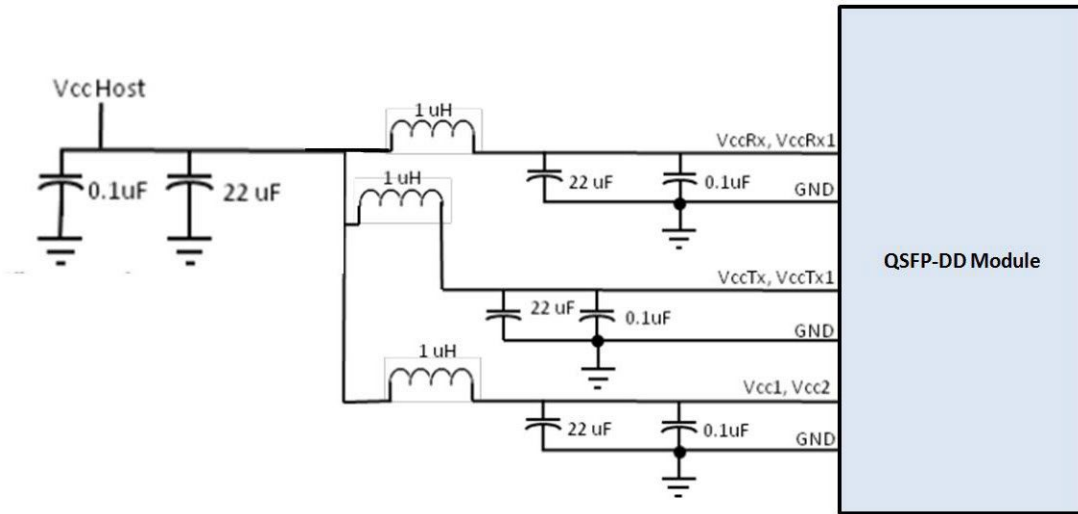 VccHost
0.1uF
22 uF
1 uH
VccRx, VccRx1
22 uF
0.1uF
GND
1 uH
VccTx, VccTx1
22 uF
0.1uF
GND
1 uH
Vcc1, Vcc2
22 uF
0.1uF
GND
QSFP-DD Module